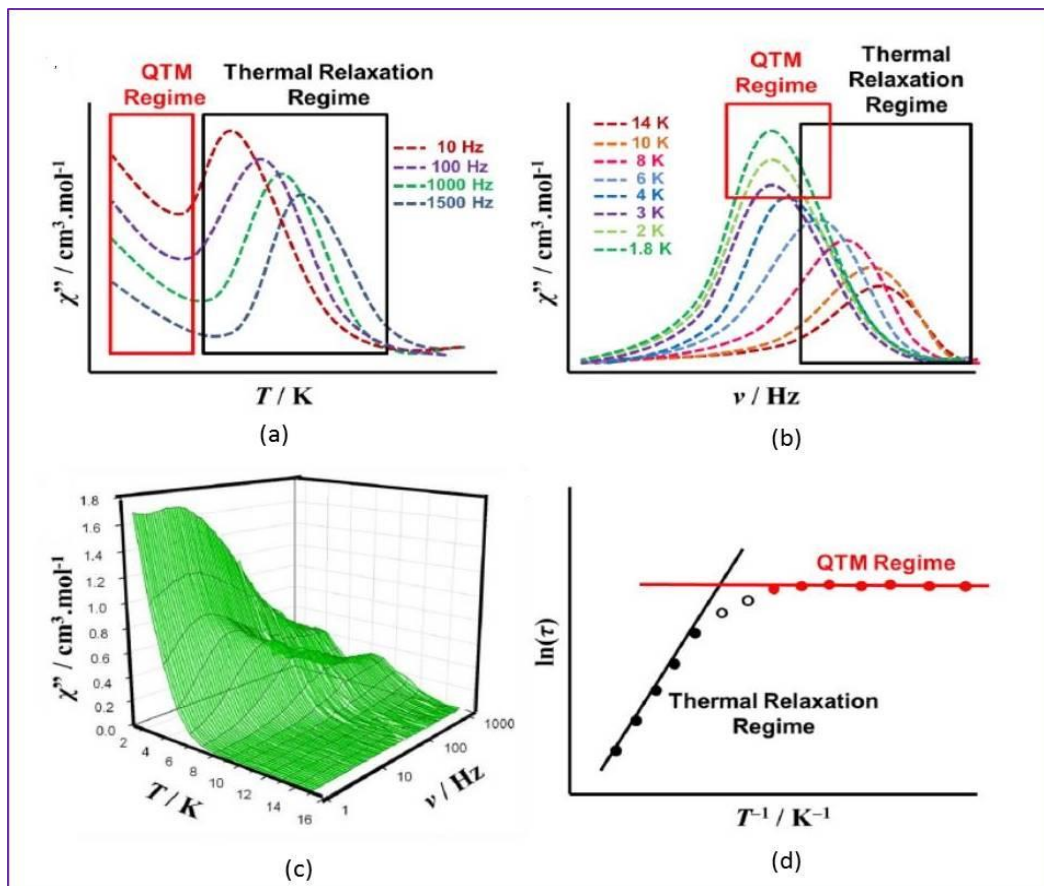 QTM
Regime
Thermal Relaxation
Regime
10 Hz
100 Hz
1000 Hz
1500 Hz
χ” / cm³.mol⁻¹
T / K
(a)
QTM
Regime
Thermal
Relaxation
Regime
14 K
10 K
8 K
6 K
4 K
3 K
2 K
1.8 K
χ” / cm³.mol⁻¹
ν / Hz
(b)
1.8
1.6
1.4
1.2
1.0
0.8
0.6
0.4
0.2
0.0
χ” / cm³.mol⁻¹
2
4
6
8
10
12
14
16
T / K
1
10
100
1000
ν / Hz
(c)
QTM Regime
ln(τ)
Thermal Relaxation
Regime
T⁻¹ / K⁻¹
(d)